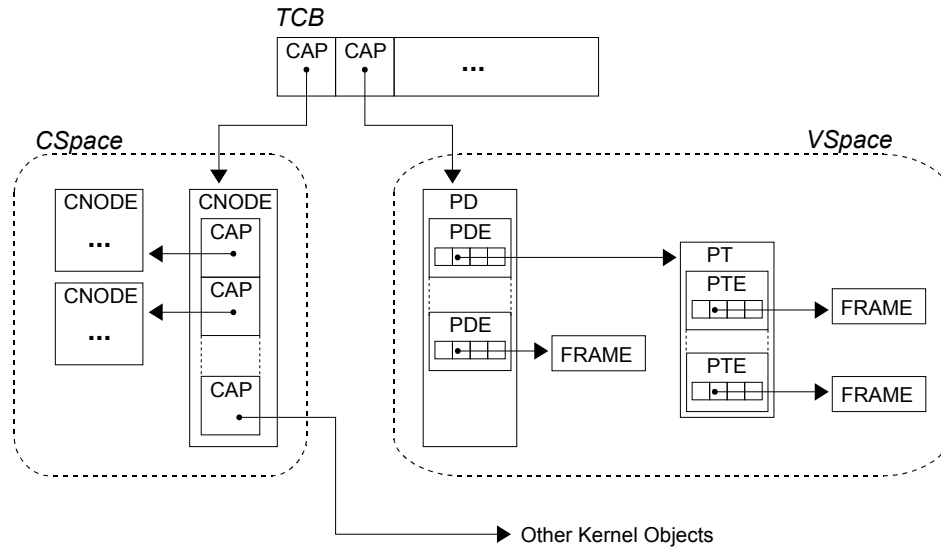 TCB
CAP CAP ...
CSpace
VSpace
CNODE
...
CNODE
...
CNODE
CAP
CAP
CAP
PD
PDE
PDE
FRAME
PT
PTE
PTE
FRAME
FRAME
Other Kernel Objects